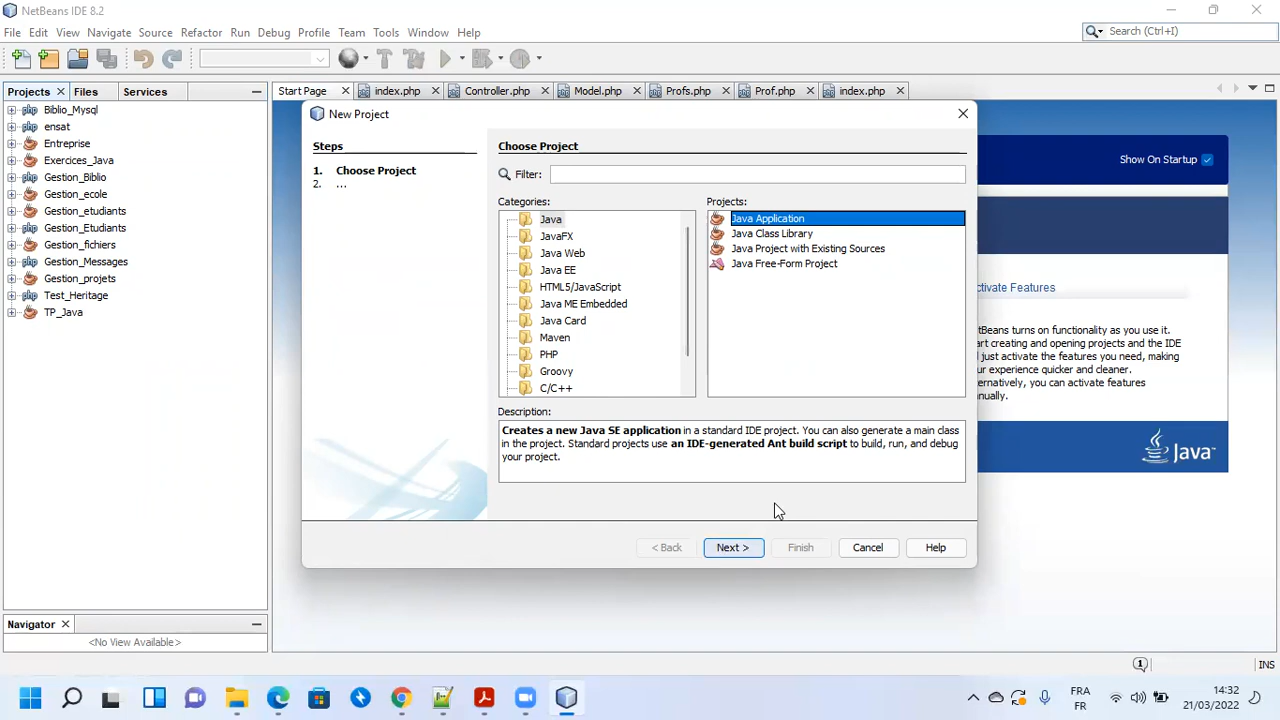 NetBeans IDE 8.2
File Edit View Navigate Source Refactor Run Debug Profile Team Tools Window Help
Search (Ctrl+I)
Projects Files Services
Start Page index.php Controller.php Model.php Profs.php Prof.php index.php
Biblio_Mysql
ensat
Entreprise
Exercices_Java
Gestion_Biblio
Gestion_ecole
Gestion_etudiants
Gestion_Etudiants
Gestion_fichiers
Gestion_Messages
Gestion_projets
Test_Heritage
TP_Java
New Project
Steps
1. Choose Project
2. ...
Choose Project
Filter:
Categories:
Java
JavaFX
Java Web
Java EE
HTML5/JavaScript
Java ME Embedded
Java Card
Maven
PHP
Groovy
C/C++
Projects:
Java Application
Java Class Library
Java Project with Existing Sources
Java Free-Form Project
Description:
Creates a new Java SE application in a standard IDE project. You can also generate a main class
in the project. Standard projects use an IDE-generated Ant build script to build, run, and debug
your project.
< Back Next > Finish Cancel Help
Show On Startup
ctivate Features
etBeans turns on functionality as you use it.
art creating and opening projects and the IDE
ll just activate the features you need, making
ur experience quicker and cleaner.
ternatively, you can activate features
anually.
Java
Navigator
<No View Available>
1
INS
FRA
FR
14:32
21/03/2022